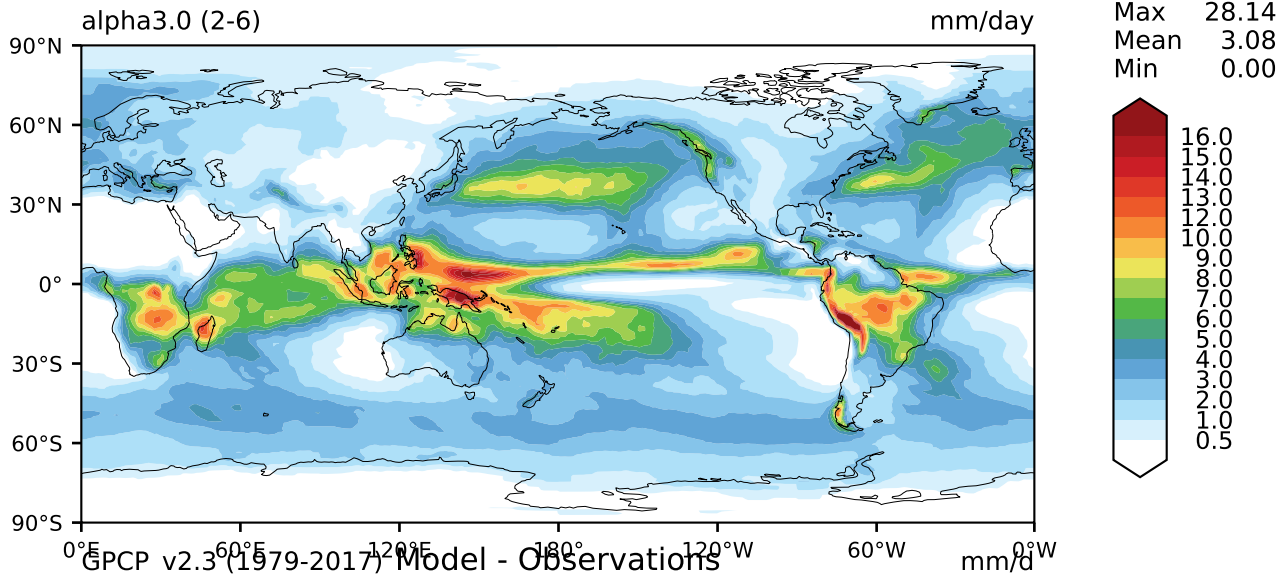 alpha3.0 (2-6) mm/day
Max 28.14
Mean 3.08
Min 0.00
90°N
60°N
30°N
0°
30°S
60°S
90°S
16.0
15.0
14.0
13.0
12.0
10.0
9.0
8.0
7.0
6.0
5.0
4.0
3.0
2.0
1.0
0.5
0°E 60°E 120°E 180° 120°W 60°W 0°W
GPCP v2.3 (1979-2017) Model - Observations mm/d